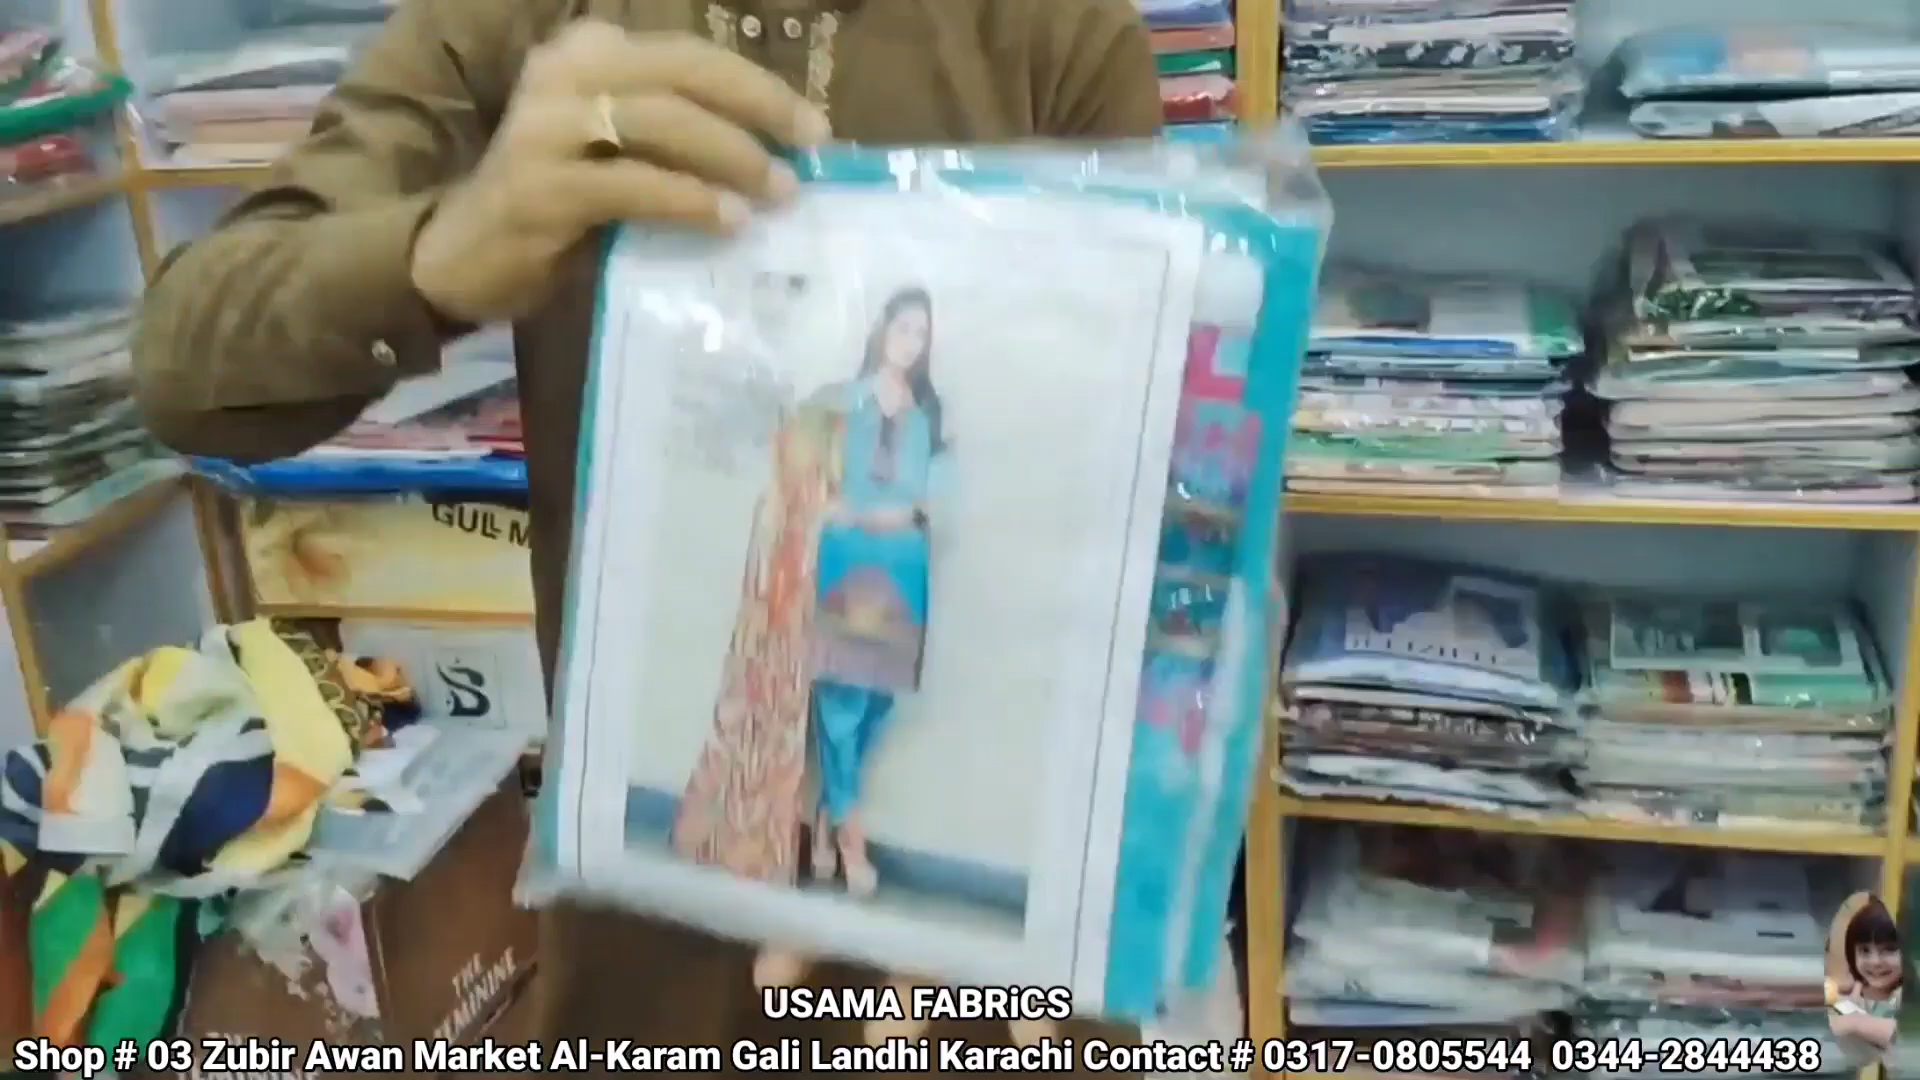 GULL M
S
THE
FEMININE
USAMA FABRiCS
Shop # 03 Zubir Awan Market Al-Karam Gali Landhi Karachi Contact # 0317-0805544 0344-2844438